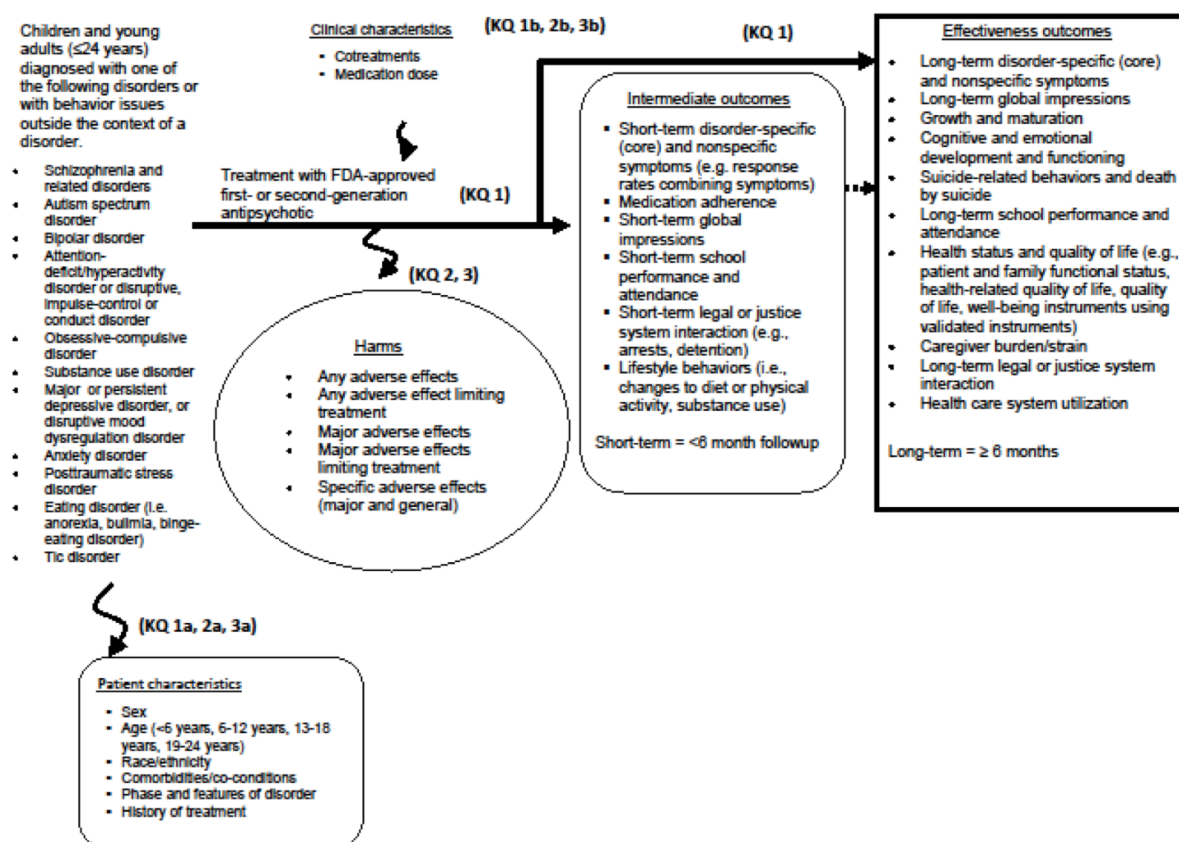 Children and young
adults (≤24 years)
diagnosed with one of
the following disorders or
with behavior issues
outside the context of a
disorder.
• Schizophrenia and
related disorders
• Autism spectrum
disorder
• Bipolar disorder
• Attention-
deficit/hyperactivity
disorder or disruptive,
impulse-control or
conduct disorder
• Obsessive-compulsive
disorder
• Substance use disorder
• Major or persistent
depressive disorder, or
disruptive mood
dysregulation disorder
• Anxiety disorder
• Posttraumatic stress
disorder
• Eating disorder (i.e.
anorexia, bulimia, binge-
eating disorder)
• Tic disorder
Clinical characteristics
▪ Cotreatments
▪ Medication dose
(KQ 1b, 2b, 3b)
(KQ 1)
Treatment with FDA-approved
first- or second-generation
antipsychotic
(KQ 1)
(KQ 2, 3)
Harms
• Any adverse effects
• Any adverse effect limiting
treatment
• Major adverse effects
• Major adverse effects
limiting treatment
• Specific adverse effects
(major and general)
Intermediate outcomes
▪ Short-term disorder-specific
(core) and nonspecific
symptoms (e.g. response
rates combining symptoms)
▪ Medication adherence
▪ Short-term global
impressions
▪ Short-term school
performance and
attendance
▪ Short-term legal or justice
system interaction (e.g.,
arrests, detention)
▪ Lifestyle behaviors (i.e.,
changes to diet or physical
activity, substance use)
Short-term = <6 month followup
Effectiveness outcomes
• Long-term disorder-specific (core)
and nonspecific symptoms
• Long-term global impressions
• Growth and maturation
• Cognitive and emotional
development and functioning
• Suicide-related behaviors and death
by suicide
• Long-term school performance and
attendance
• Health status and quality of life (e.g.,
patient and family functional status,
health-related quality of life, quality
of life, well-being instruments using
validated instruments)
• Caregiver burden/strain
• Long-term legal or justice system
interaction
• Health care system utilization
Long-term = ≥ 6 months
(KQ 1a, 2a, 3a)
Patient characteristics
▪ Sex
▪ Age (<6 years, 6-12 years, 13-18
years, 19-24 years)
▪ Race/ethnicity
▪ Comorbidities/co-conditions
▪ Phase and features of disorder
▪ History of treatment